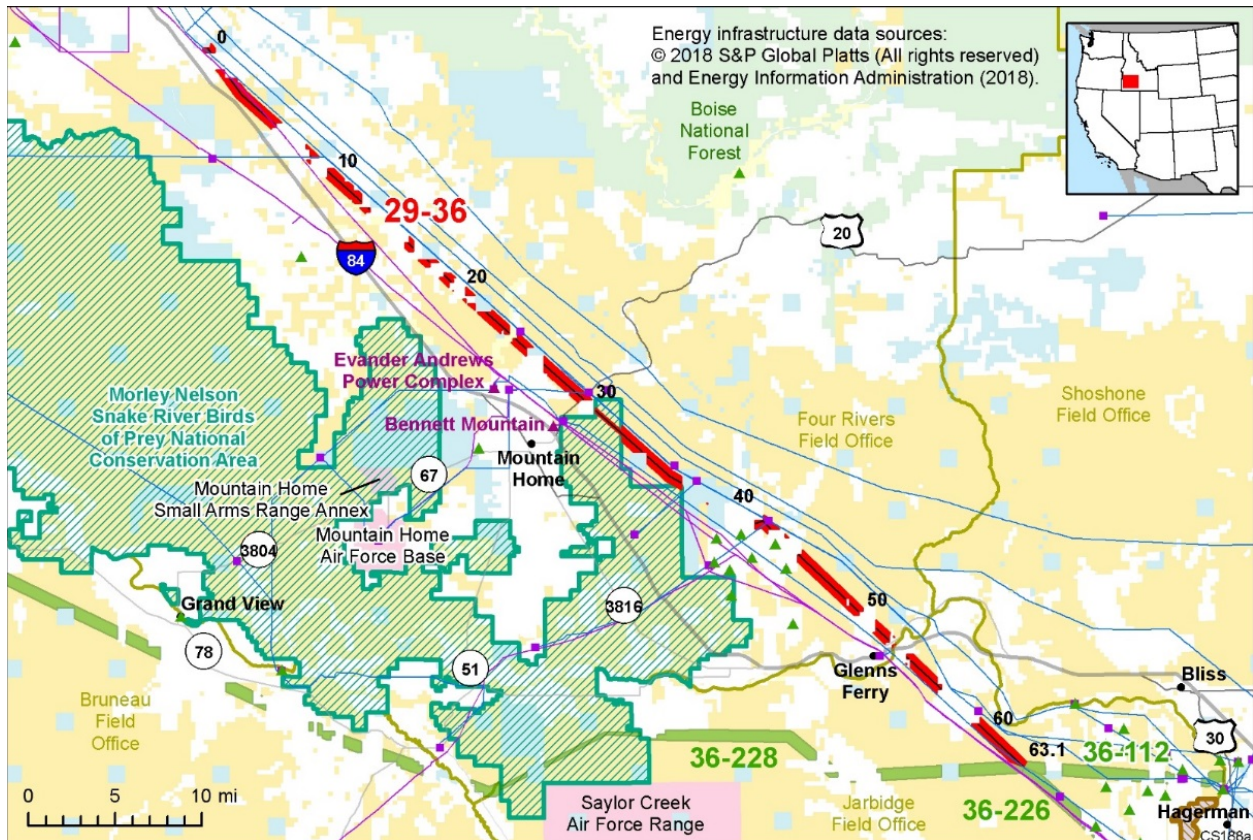 0
Energy infrastructure data sources:
© 2018 S&P Global Platts (All rights reserved)
and Energy Information Administration (2018).
Boise
National
Forest
10
29-36
20
84
20
Evander Andrews
Power Complex
30
Shoshone
Field Office
Morley Nelson
Snake River Birds
of Prey National
Conservation Area
Bennett Mountain
Four Rivers
Field Office
Mountain
Home
67
Mountain Home
Small Arms Range Annex
40
Mountain Home
Air Force Base
3804
50
Grand View
3816
78
51
Glenns
Ferry
Bliss
Bruneau
Field
Office
60
63.1
36-112
30
36-228
0 5 10 mi
Saylor Creek
Air Force Range
Jarbidge
Field Office
36-226
Hagerman
CS188a